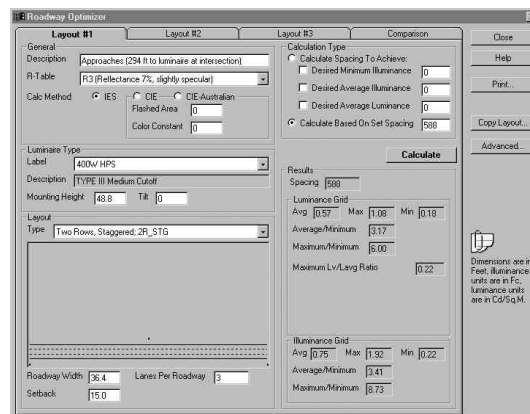 Roadway Optimizer
Layout #1
Layout #2
Layout #3
Comparison
General
Description Approaches (294 ft to luminaire at intersection)
R-Table R3 (Reflectance 7%, slightly specular)
Calc Method: IES CIE CIE-Australian
Flashed Area 0
Color Constant 0
Luminaire Type
Label 400W HPS
Description TYPE III Medium Cutoff
Mounting Height 48.8 Tilt 0
Layout
Type Two Rows, Staggered; 2R_STG
Roadway Width 36.4 Lanes Per Roadway 3
Setback 15.0
Calculation Type
Calculate Spacing To Achieve:
Desired Minimum Illuminance 0
Desired Average Illuminance 0
Desired Average Luminance 0
Calculate Based On Set Spacing 588
Calculate
Results
Spacing 588
Luminance Grid
Avg 0.57 Max 1.08 Min 0.18
Average/Minimum 3.17
Maximum/Minimum 6.00
Maximum Lv/Lavg Ratio 0.22
Illuminance Grid
Avg 0.75 Max 1.92 Min 0.22
Average/Minimum 3.41
Maximum/Minimum 8.73
Close
Help
Print...
Copy Layout...
Advanced...
Dimensions are in
Feet, illuminance
units are in Fc,
luminance units
are in Cd/Sq.M.